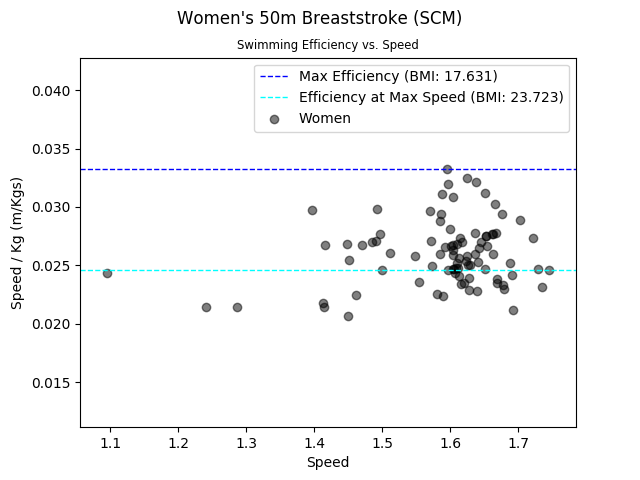 Women's 50m Breaststroke (SCM)
Swimming Efficiency vs. Speed
Max Efficiency (BMI: 17.631)
Efficiency at Max Speed (BMI: 23.723)
Women
Speed / Kg (m/Kgs)
0.040
0.035
0.030
0.025
0.020
0.015
1.1 1.2 1.3 1.4 1.5 1.6 1.7
Speed